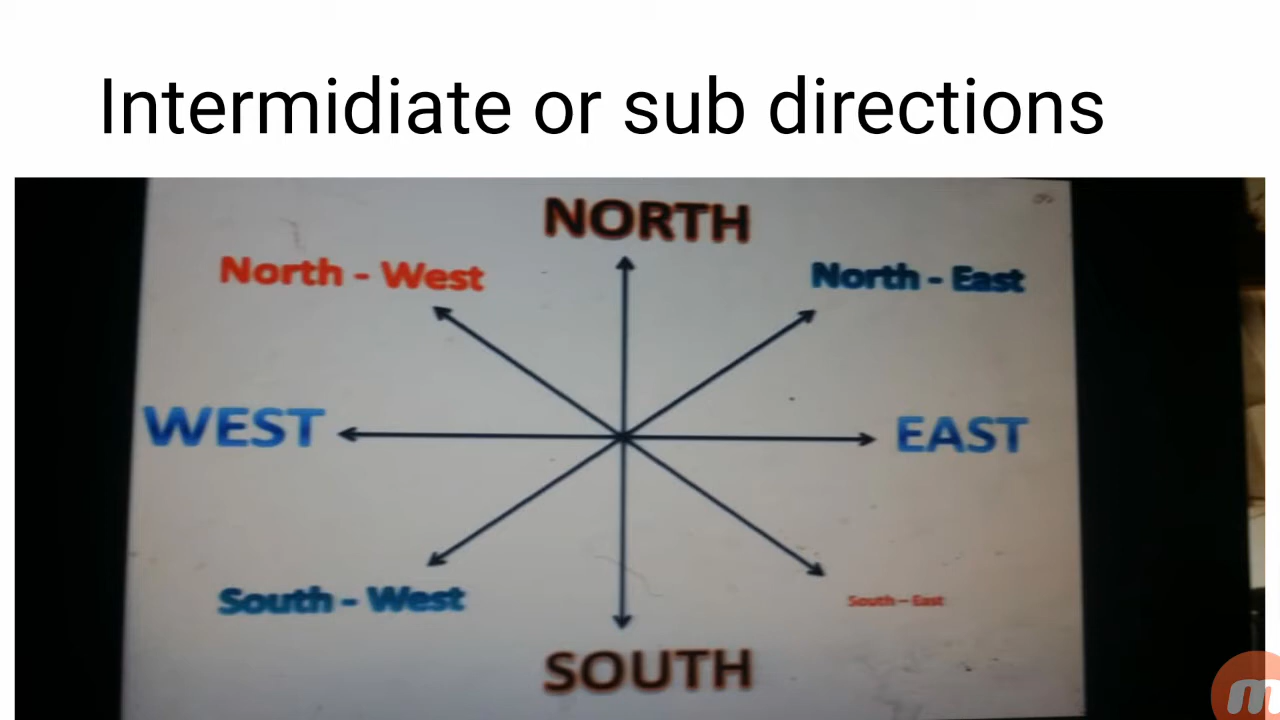 Intermidiate or sub directions
NORTH
North - West
North - East
WEST
EAST
South - West
South - East
SOUTH
m